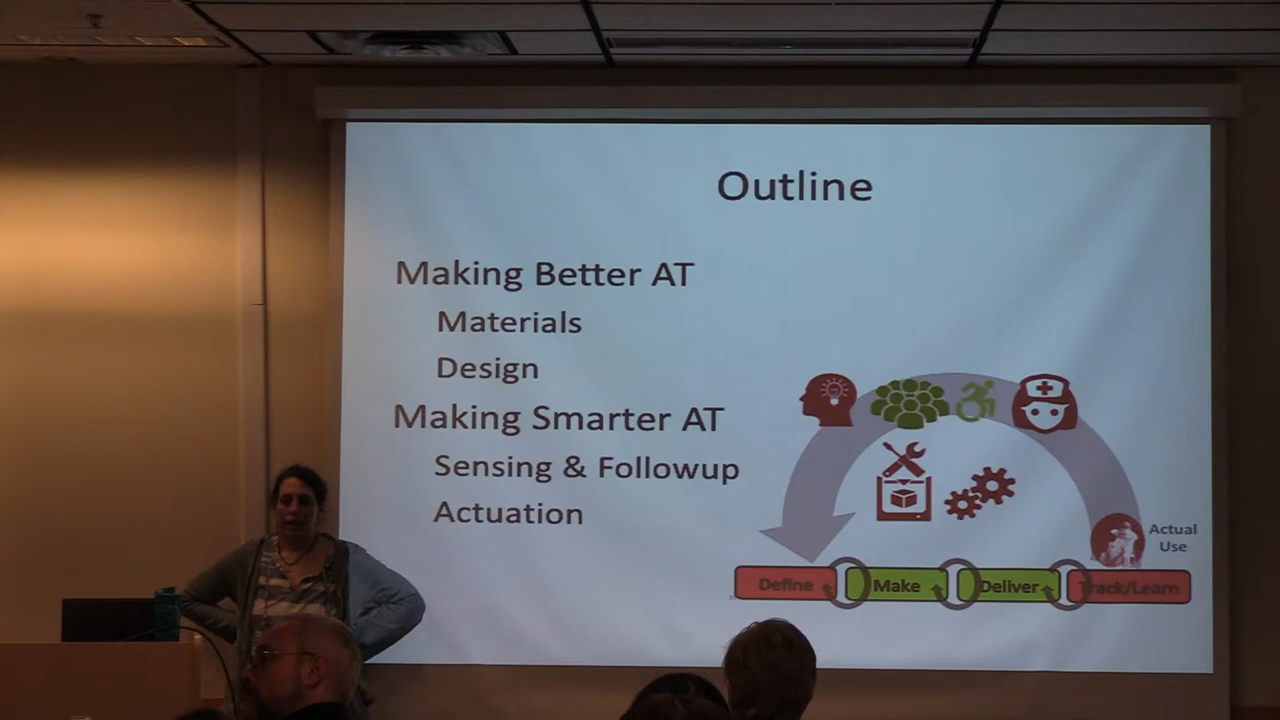 Outline
Making Better AT
Materials
Design
Making Smarter AT
Sensing & Followup
Actuation
Actual
Use
Define
Make
Deliver
Track/Learn